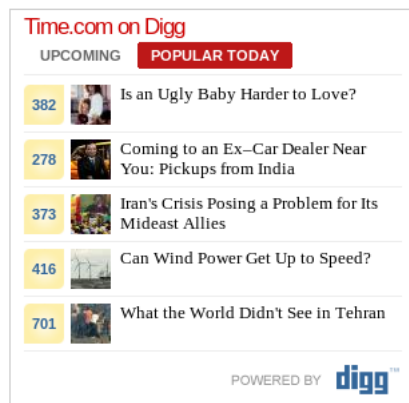 Time.com on Digg
UPCOMING POPULAR TODAY
382 Is an Ugly Baby Harder to Love?
278 Coming to an Ex–Car Dealer Near
You: Pickups from India
373 Iran's Crisis Posing a Problem for Its
Mideast Allies
416 Can Wind Power Get Up to Speed?
701 What the World Didn't See in Tehran
POWERED BY digg™